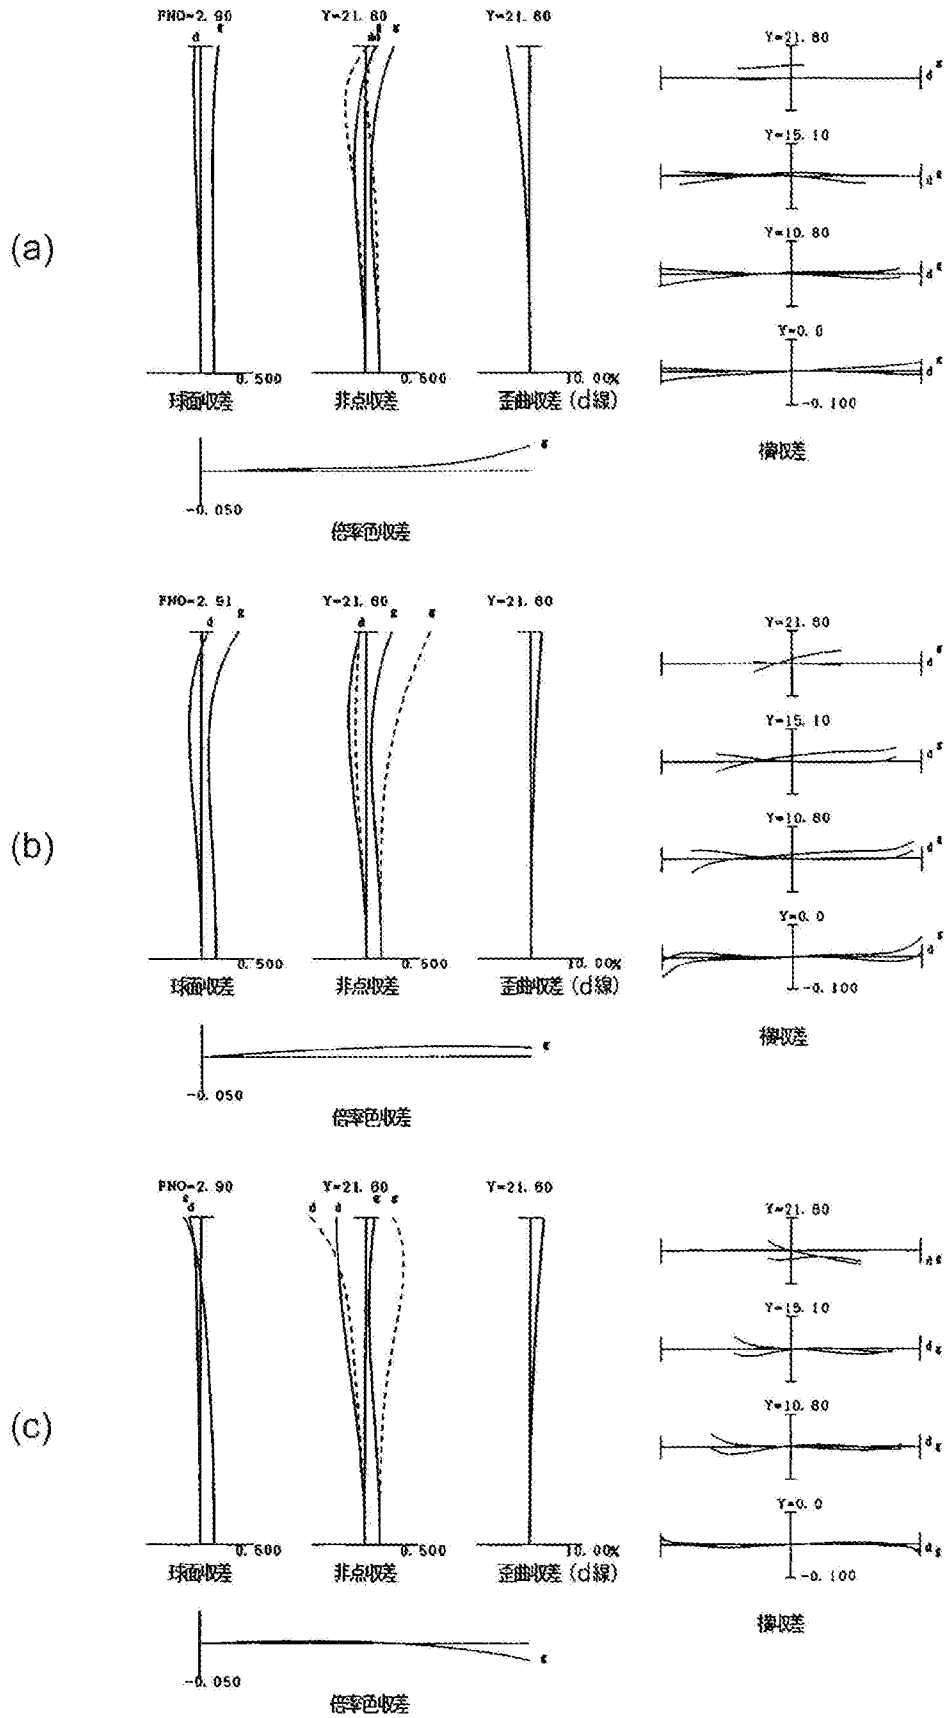 (a)
FNO=2.90
d g
0.500
球面収差
Y=21.60
d d g g
0.500
非点収差
Y=21.60
10.00%
歪曲収差(d線)
Y=21.60
d g
Y=15.10
d g
Y=10.80
d g
Y=0.0
d g
-0.100
横収差
g
-0.050
倍率色収差
(b)
FNO=2.91
d g
0.500
球面収差
Y=21.60
d g g
0.500
非点収差
Y=21.60
10.00%
歪曲収差(d線)
Y=21.60
d g
Y=15.10
d g
Y=10.80
d g
Y=0.0
d g
-0.100
横収差
g
-0.050
倍率色収差
(c)
FNO=2.90
g
d
0.500
球面収差
Y=21.60
d d g g
0.500
非点収差
Y=21.60
10.00%
歪曲収差(d線)
Y=21.60
d g
Y=15.10
d g
Y=10.80
d g
Y=0.0
d g
-0.100
横収差
g
-0.050
倍率色収差